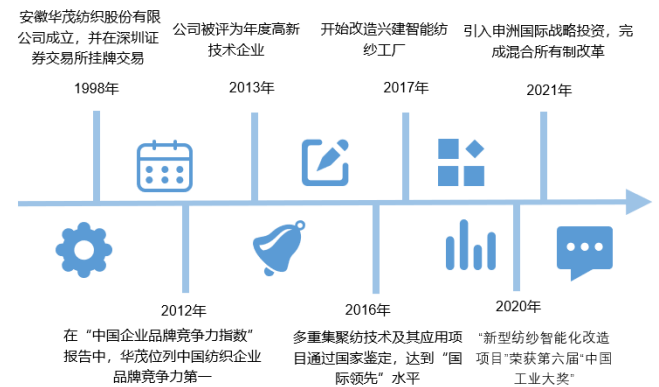 安徽华茂纺织股份有限
公司成立，并在深圳证
券交易所挂牌交易
1998年
公司被评为年度高新
技术企业
2013年
开始改造兴建智能纺
纱工厂
2017年
引入申洲国际战略投资，完
成混合所有制改革
2021年
2012年
在“中国企业品牌竞争力指数”
报告中，华茂位列中国纺织企业
品牌竞争力第一
2016年
多重集聚纺技术及其应用项
目通过国家鉴定，达到“国
际领先”水平
2020年
“新型纺纱智能化改造
项目”荣获第六届“中国
工业大奖”